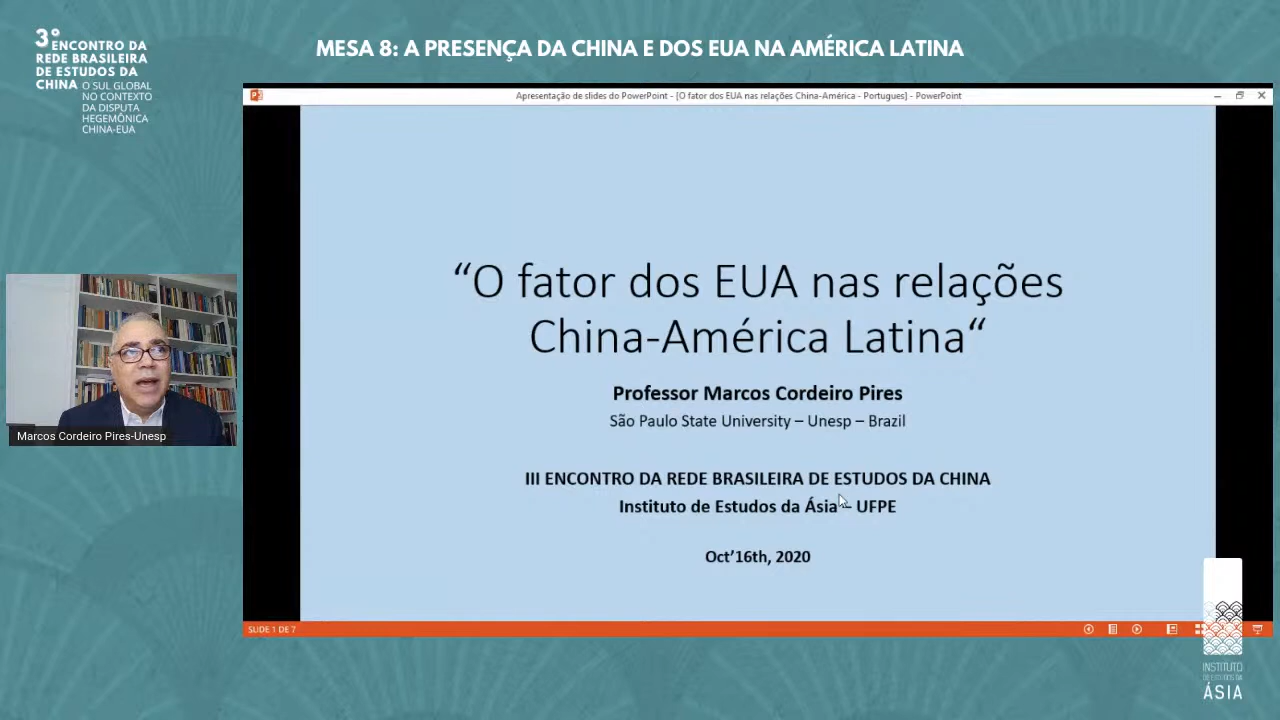 3º ENCONTRO DA
REDE BRASILEIRA
DE ESTUDOS DA
CHINA O SUL GLOBAL
NO CONTEXTO
DA DISPUTA
HEGEMÔNICA
CHINA-EUA
MESA 8: A PRESENÇA DA CHINA E DOS EUA NA AMÉRICA LATINA
Apresentação de slides do PowerPoint - [O fator dos EUA nas relações China-América - Portugues] - PowerPoint
“O fator dos EUA nas relações
China-América Latina“
Professor Marcos Cordeiro Pires
São Paulo State University – Unesp – Brazil
III ENCONTRO DA REDE BRASILEIRA DE ESTUDOS DA CHINA
Instituto de Estudos da Ásia – UFPE
Oct’16th, 2020
Marcos Cordeiro Pires-Unesp
SLIDE 1 DE 7
INSTITUTO
DE ESTUDOS DA
ÁSIA